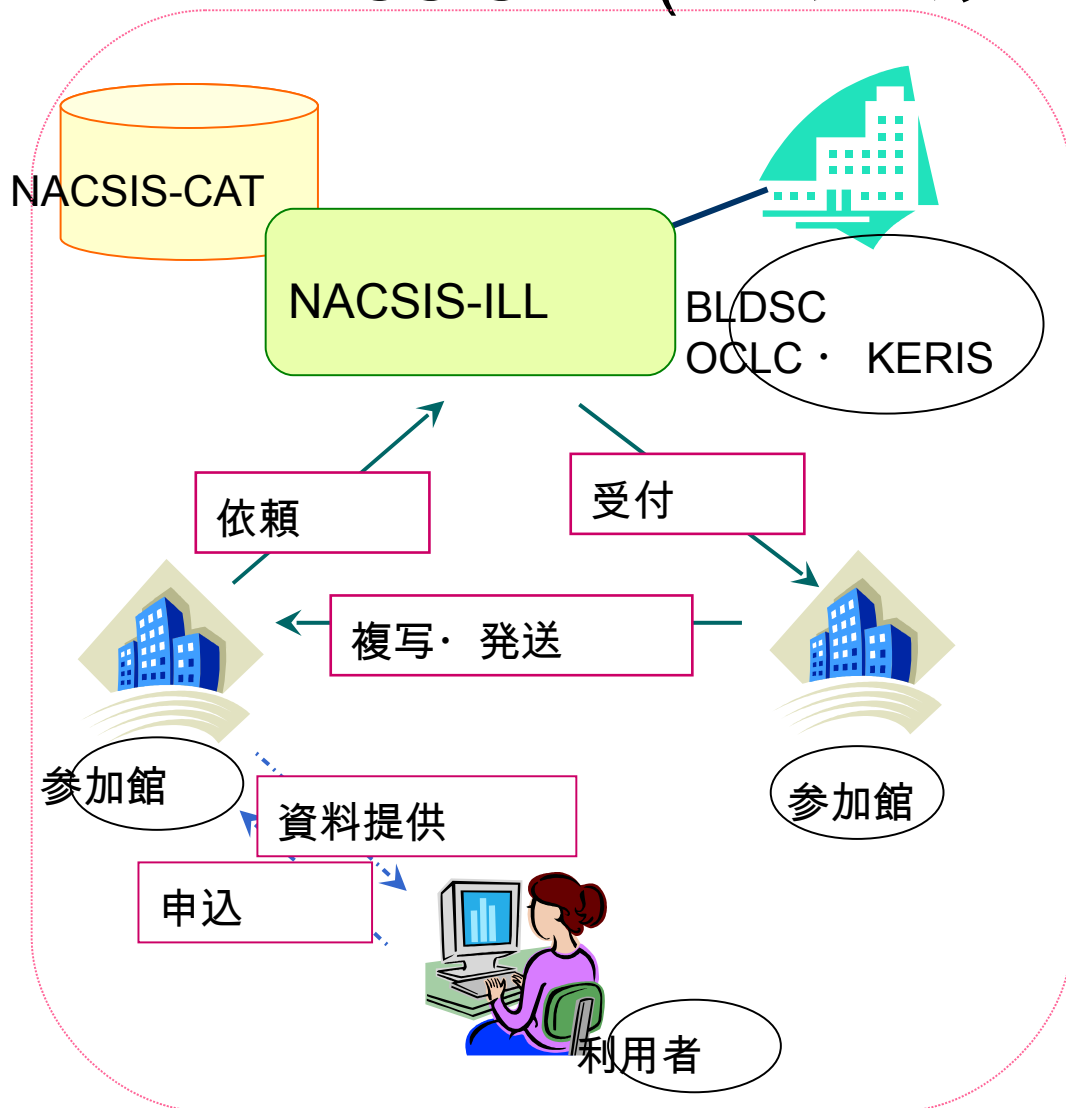 NACSIS-CAT
NACSIS-ILL
BLDSC
OCLC・ KERIS
依頼
受付
複写・発送
参加館
参加館
資料提供
申込
利用者